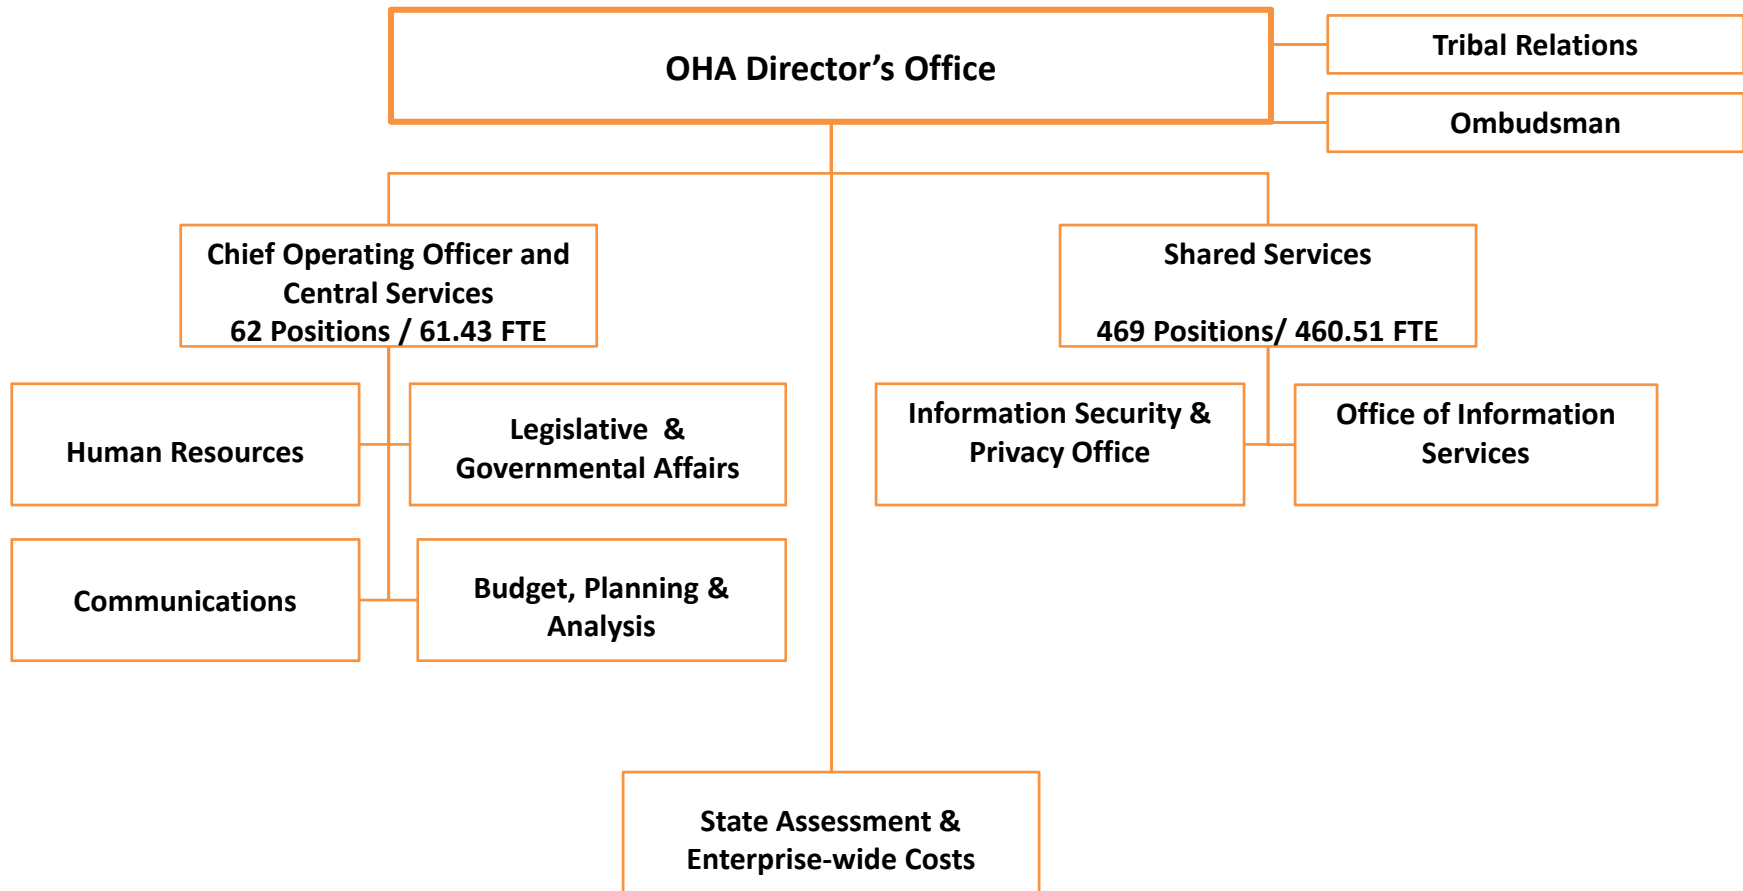 OHA Director’s Office
Tribal Relations
Ombudsman
Chief Operating Officer and
Central Services
62 Positions / 61.43 FTE
Shared Services
469 Positions/ 460.51 FTE
Human Resources
Legislative &
Governmental Affairs
Information Security &
Privacy Office
Office of Information
Services
Communications
Budget, Planning &
Analysis
State Assessment &
Enterprise-wide Costs